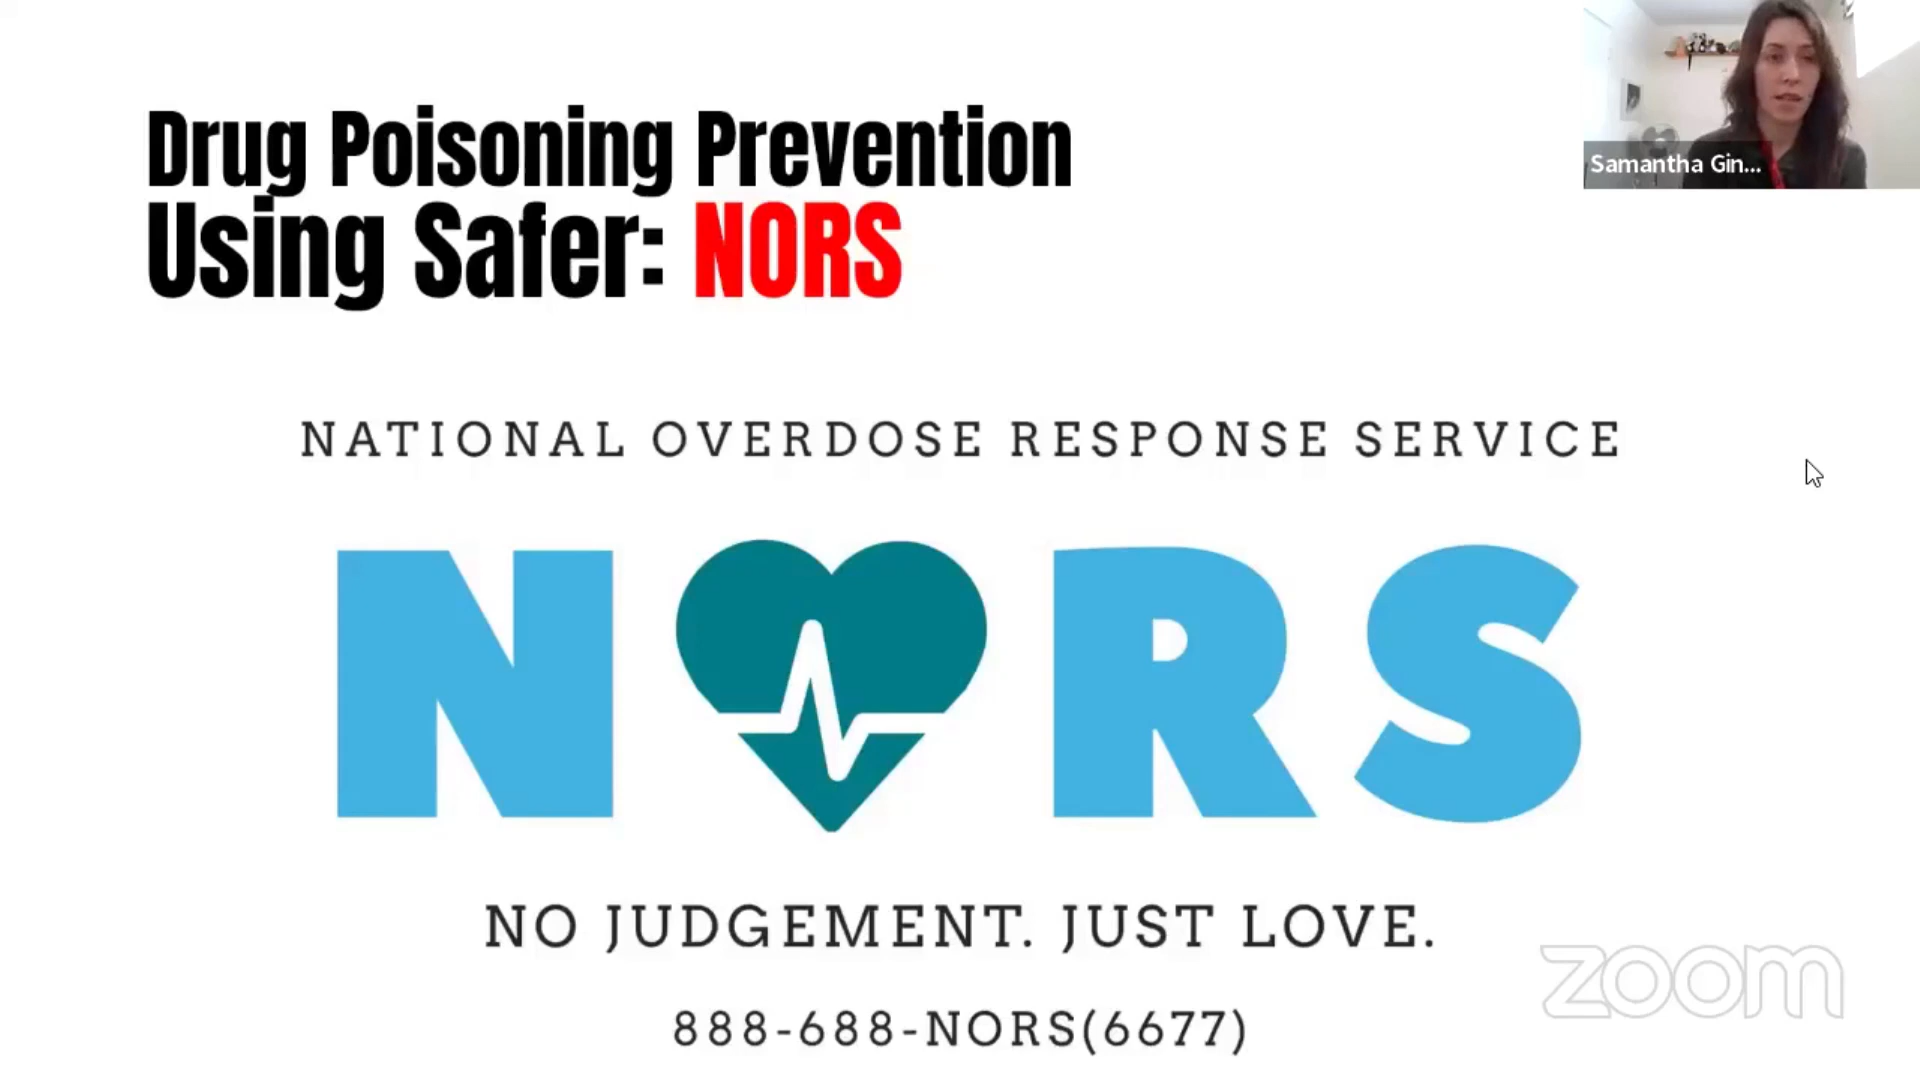 Drug Poisoning Prevention
Using Safer: NORS
Samantha Gin...
NATIONAL OVERDOSE RESPONSE SERVICE
N RS
NO JUDGEMENT. JUST LOVE.
888-688-NORS(6677)
zoom